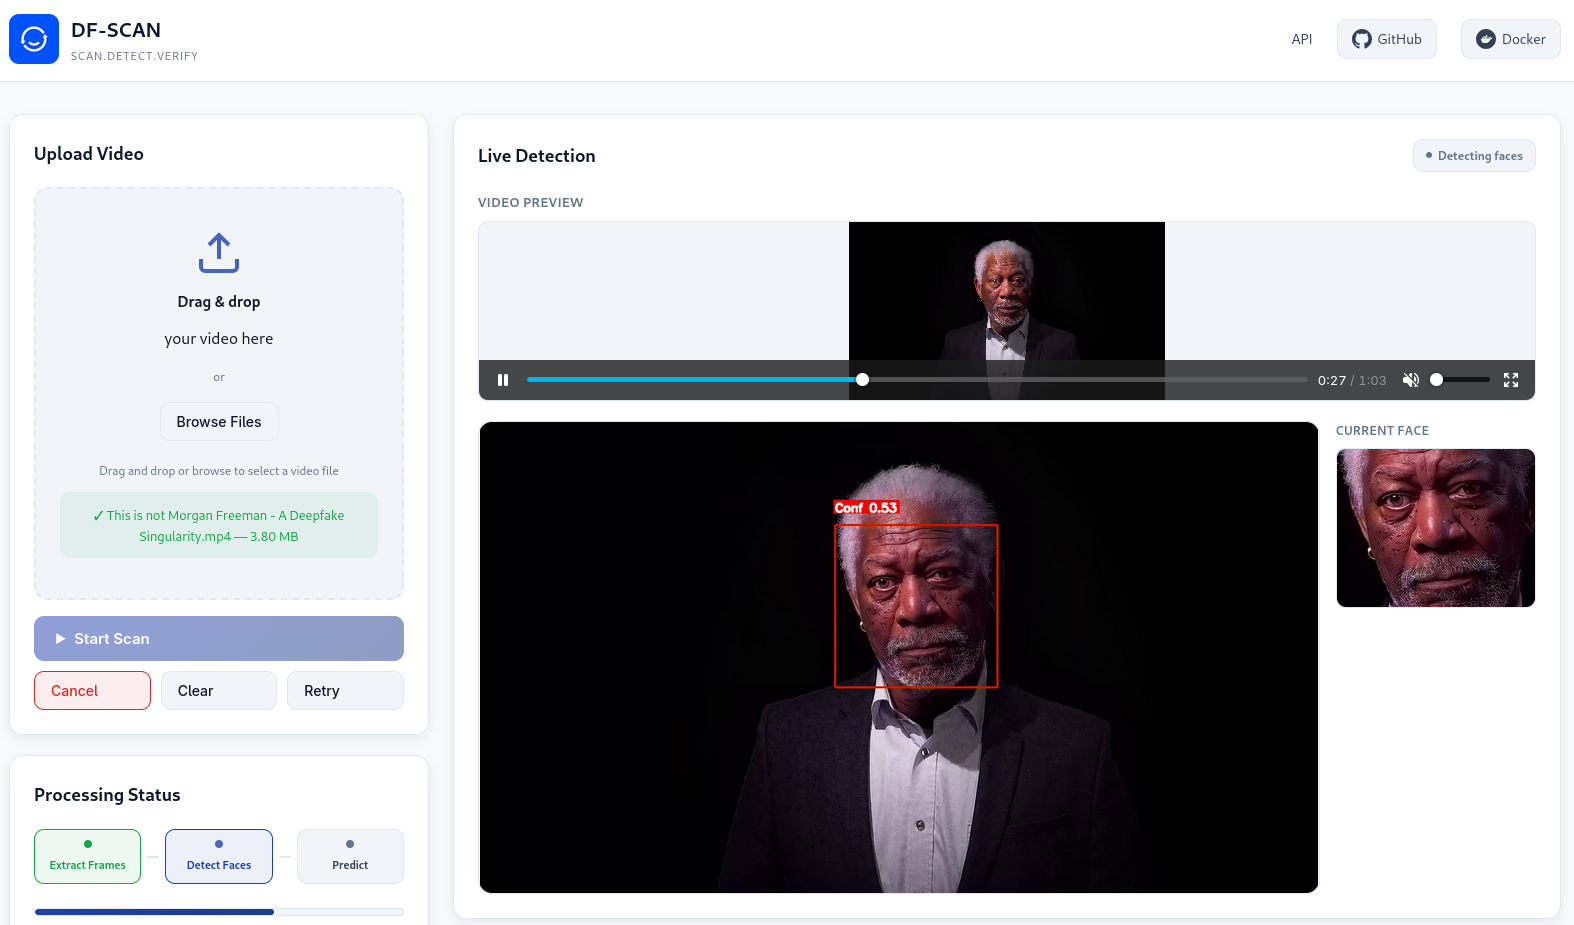 DF-SCAN
SCAN.DETECT.VERIFY
API
GitHub
Docker
Upload Video
Drag & drop
your video here
or
Browse Files
Drag and drop or browse to select a video file
✓ This is not Morgan Freeman - A Deepfake
Singularity.mp4 — 3.80 MB
Start Scan
Cancel
Clear
Retry
Processing Status
Extract Frames
Detect Faces
Predict
Live Detection
Detecting faces
VIDEO PREVIEW
0:27 / 1:03
Conf 0.53
CURRENT FACE